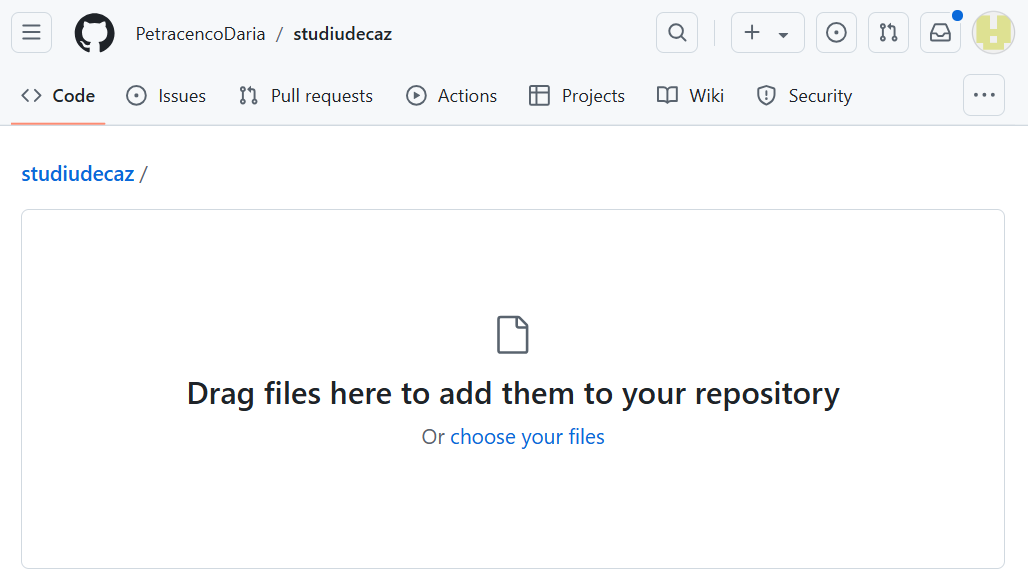 PetracencoDaria / studiudecaz
Code Issues Pull requests Actions Projects Wiki Security
studiudecaz /
Drag files here to add them to your repository
Or choose your files